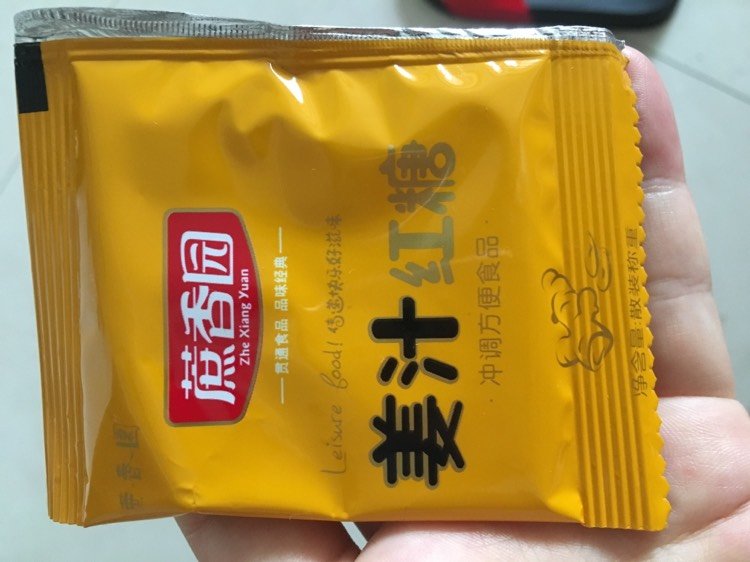 蔗香园
Zhe Xiang Yuan
贯通食品 品味经典
Leisure food! 传递快乐好滋味
姜汁红糖
·冲调方便食品·
净含量:散装称重